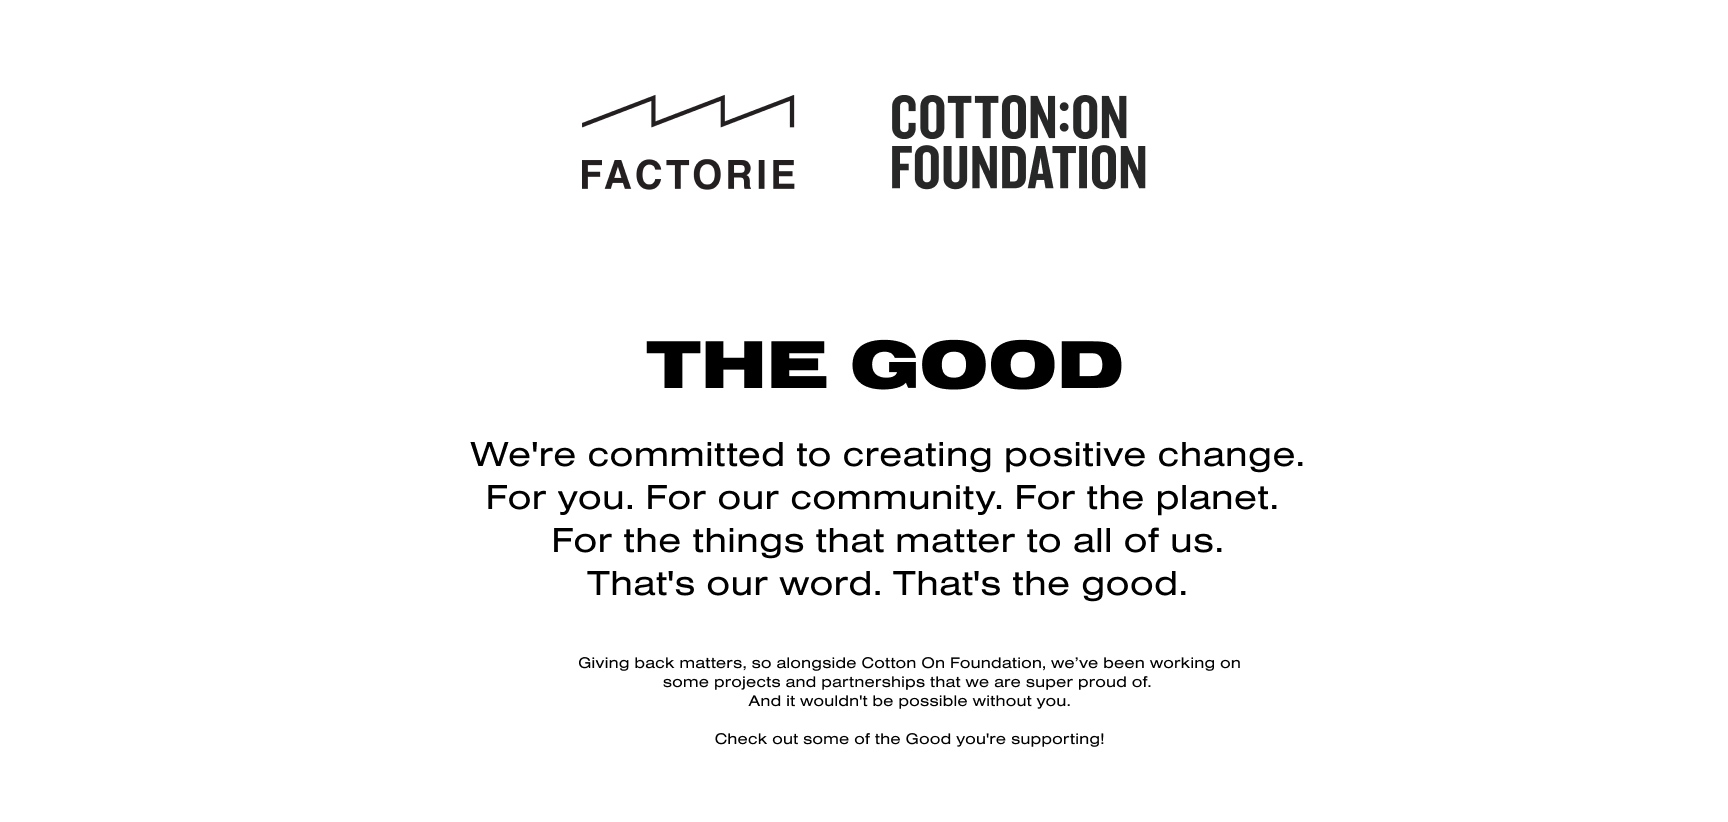 FACTORIE
COTTON:ON
FOUNDATION
THE GOOD
We're committed to creating positive change.
For you. For our community. For the planet.
For the things that matter to all of us.
That's our word. That's the good.
Giving back matters, so alongside Cotton On Foundation, we’ve been working on
some projects and partnerships that we are super proud of.
And it wouldn't be possible without you.
Check out some of the Good you're supporting!